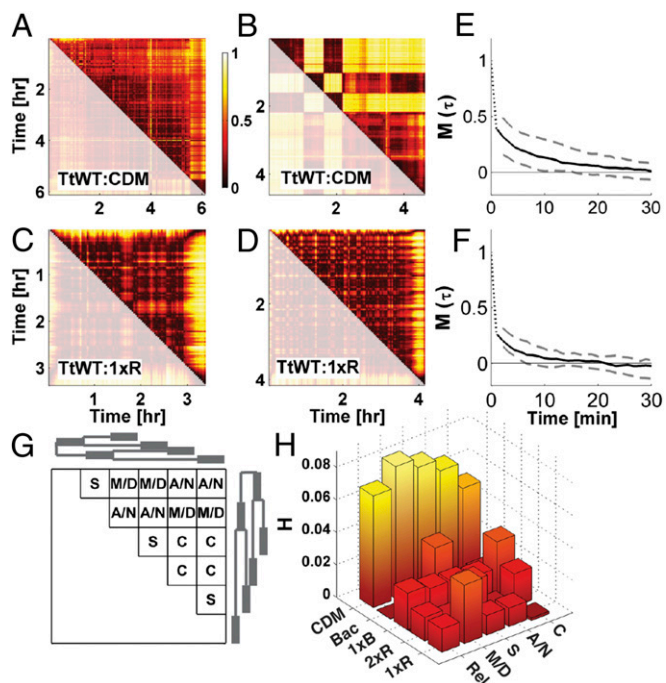 A
B
E
Time [hr]
2
4
6
TtWT:CDM
2 4 6
1
0
2
4
TtWT:CDM
2 4
M (τ)
1
0.5
0
0 10 20 30
C
D
F
Time [hr]
1
2
3
TtWT:1xR
1 2 3
Time [hr]
2
4
TtWT:1xR
2 4
Time [hr]
M (τ)
1
0.5
0
0 10 20 30
Time [min]
G
S M/D M/D A/N A/N
A/N A/N M/D M/D
S C C
C C
S
H
H
0.08
0.06
0.04
0.02
0
CDM
Bac
1xB
2xR
1xR
Rel
M/D
S
A/N
C